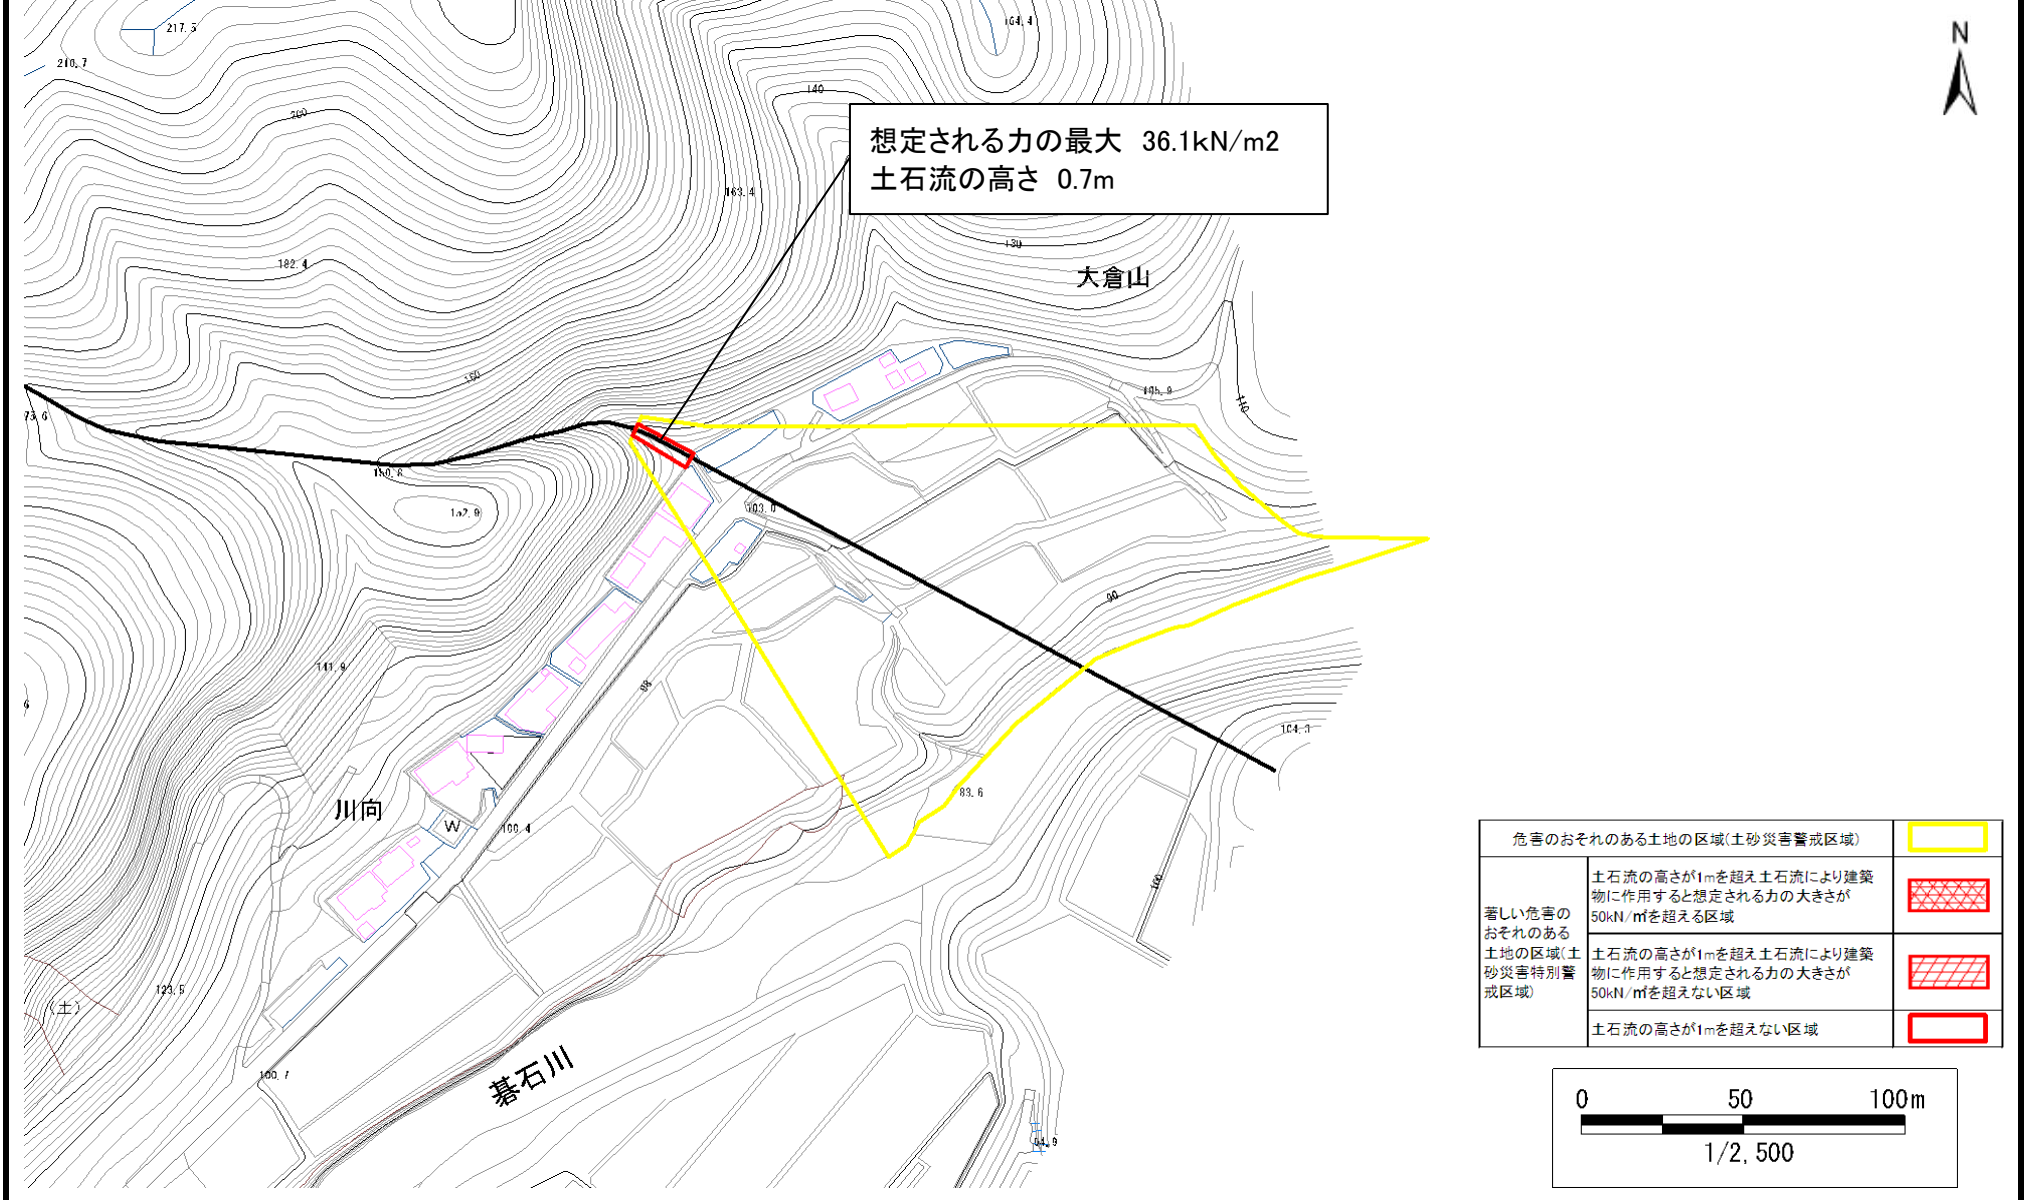 217.5
164.4
N
210.7
140
200
想定される力の最大 36.1kN/m2
土石流の高さ 0.7m
163.4
130
182.4
大倉山
160
105.9
110
180.8
103.0
90
141.9
98
104.3
83.6
川向
W
100.4
100
123.5
(土)
碁石川
危害のおそれのある土地の区域(土砂災害警戒区域)
著しい危害の
おそれのある
土地の区域(土
砂災害特別警
戒区域)
土石流の高さが1mを超え土石流により建築
物に作用すると想定される力の大きさが
50kN/㎡を超える区域
土石流の高さが1mを超え土石流により建築
物に作用すると想定される力の大きさが
50kN/㎡を超えない区域
土石流の高さが1mを超えない区域
0 50 100m
1/2,500